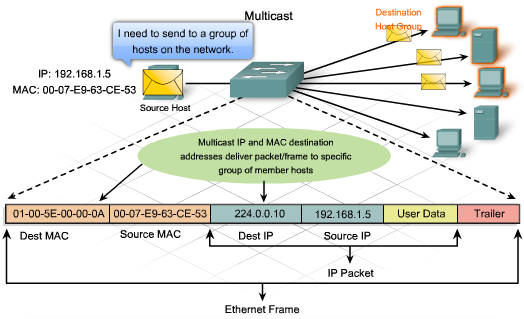 Multicast
Destination
Host Group
I need to send to a group of
hosts on the network.
IP: 192.168.1.5
MAC: 00-07-E9-63-CE-53
Source Host
Multicast IP and MAC destination
addresses deliver packet/frame to specific
group of member hosts
01-00-5E-00-00-0A 00-07-E9-63-CE-53 224.0.0.10 192.168.1.5 User Data Trailer
Dest MAC Source MAC Dest IP Source IP
IP Packet
Ethernet Frame